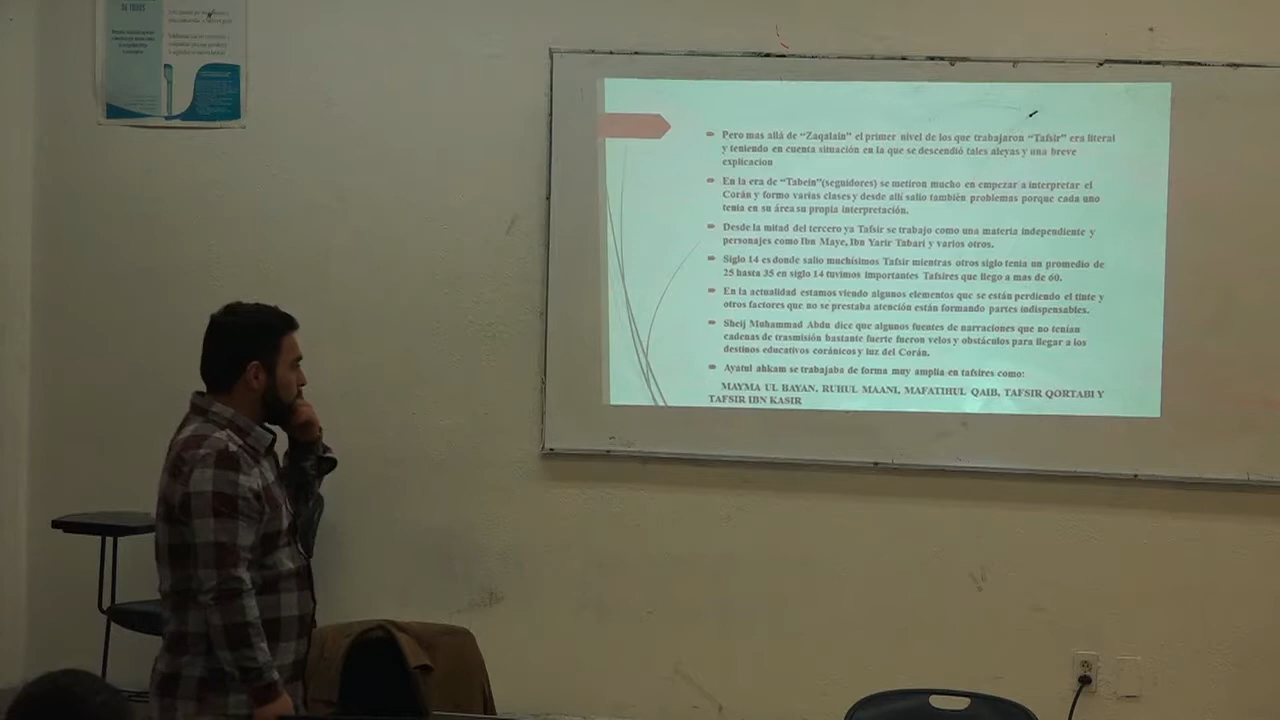 DE TODOS
Pero mas allá de “Zaqalain” el primer nivel de los que trabajaron “Tafsir” era literal
y teniendo en cuenta situación en la que se descendió tales aleyas y una breve
explicacion
En la era de “Tabein”(seguidores) se metiron mucho en empezar a interpretar el
Corán y formo varias clases y desde allí salio también problemas porque cada uno
tenia en su área su propia interpretación.
Desde la mitad del tercero ya Tafsir se trabajo como una materia independiente y
personajes como Ibn Maye, Ibn Yarir Tabari y varios otros.
Siglo 14 es donde salio muchísimos Tafsir mientras otros siglo tenia un promedio de
25 hasta 35 en siglo 14 tuvimos importantes Tafsires que llego a mas de 60.
En la actualidad estamos viendo algunos elementos que se están perdiendo el tinte y
otros factores que no se prestaba atención están formando partes indispensables.
Sheij Muhammad Abdu dice que algunos fuentes de narraciones que no tenían
cadenas de trasmisión bastante fuerte fueron velos y obstáculos para llegar a los
destinos educativos coránicos y luz del Corán.
Ayatul ahkam se trabajaba de forma muy amplia en tafsires como:
MAYMA UL BAYAN, RUHUL MAANI, MAFATIHUL QAIB, TAFSIR QORTABI Y
TAFSIR IBN KASIR